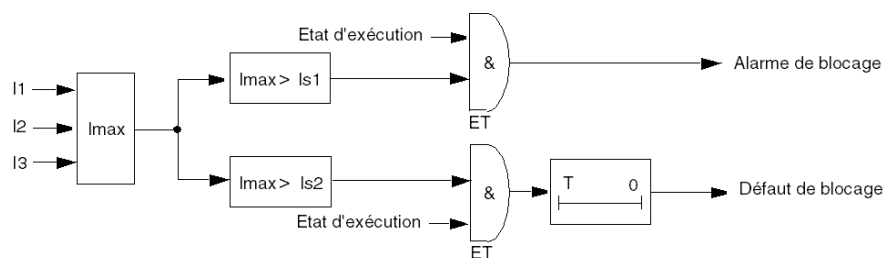 Etat d'exécution
&
Imax > Is1
Alarme de blocage
I1
I2
I3
Imax
ET
Imax > Is2
&
T 0
Défaut de blocage
Etat d'exécution
ET